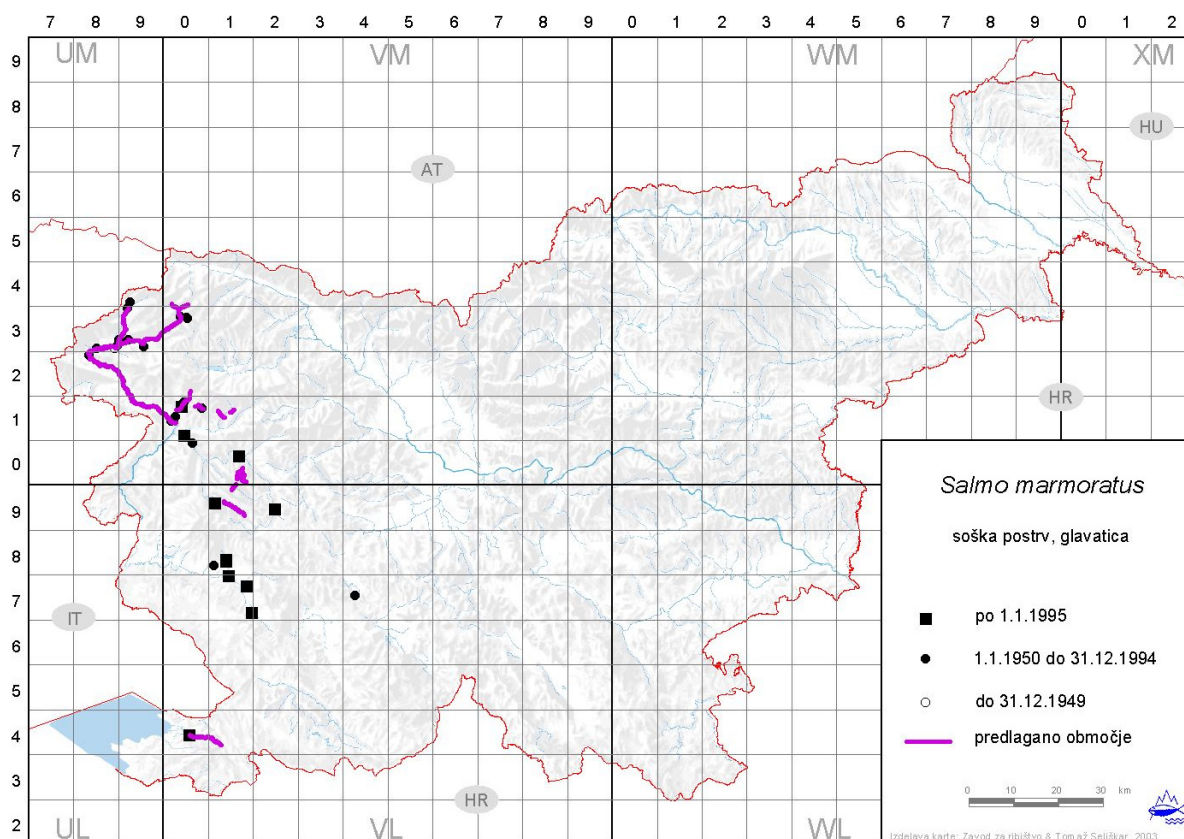 7 8 9 0 1 2 3 4 5 6 7 8 9 0 1 2 3 4 5 6 7 8 9 0 1 2
UM VM WM XM
9
8
7
6
5
4
3
2
1
0
9
8
7
6
5
4
3
2
HU
AT
HR
IT
HR
UL VL WL
Salmo marmoratus
soška postrv, glavatica
po 1.1.1995
1.1.1950 do 31.12.1994
do 31.12.1949
predlagano območje
0 10 20 30 km
Izdelava karte: Zavod za ribištvo & Tomaž Seliškar, 2003